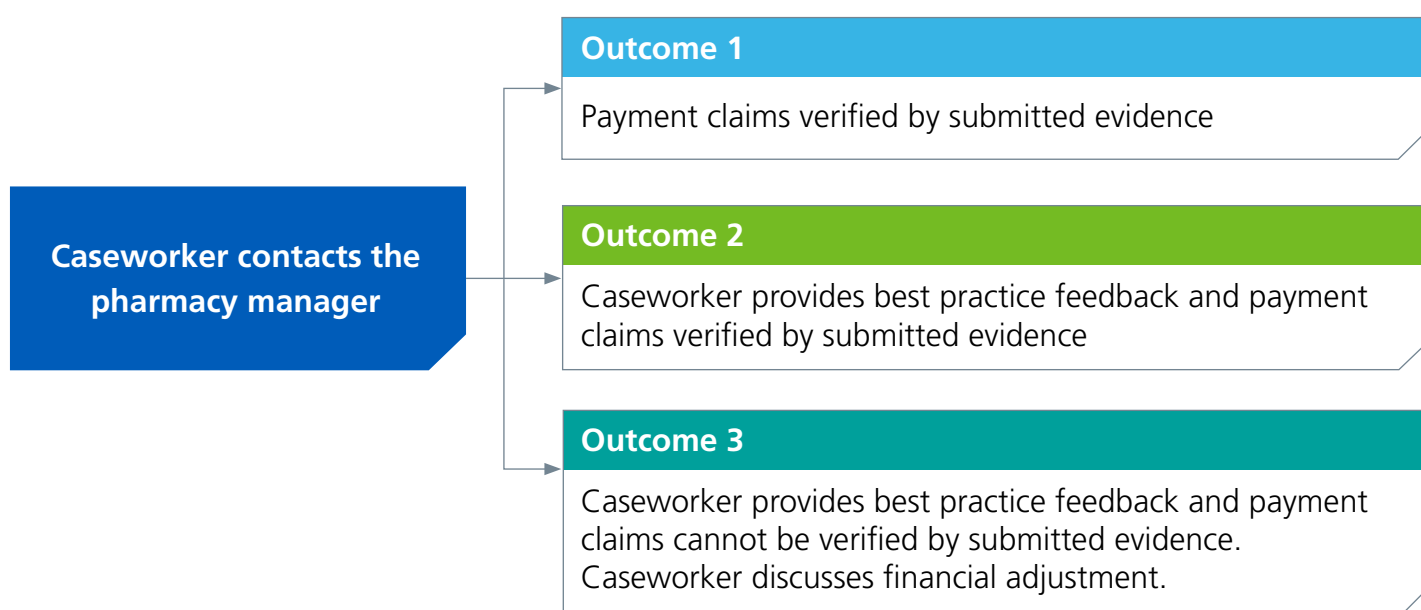 Caseworker contacts the
pharmacy manager
Outcome 1
Payment claims verified by submitted evidence
Outcome 2
Caseworker provides best practice feedback and payment
claims verified by submitted evidence
Outcome 3
Caseworker provides best practice feedback and payment
claims cannot be verified by submitted evidence.
Caseworker discusses financial adjustment.